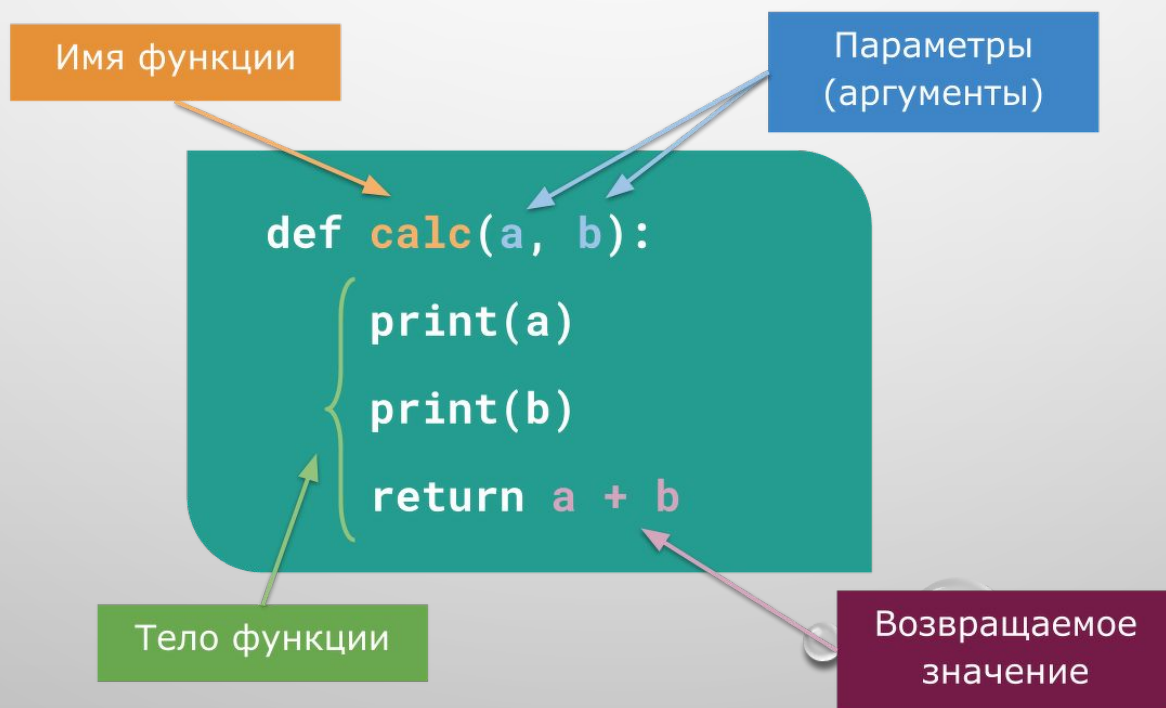 Имя функции
Параметры
(аргументы)
def calc(a, b):
print(a)
print(b)
return a + b
Тело функции
Возвращаемое
значение